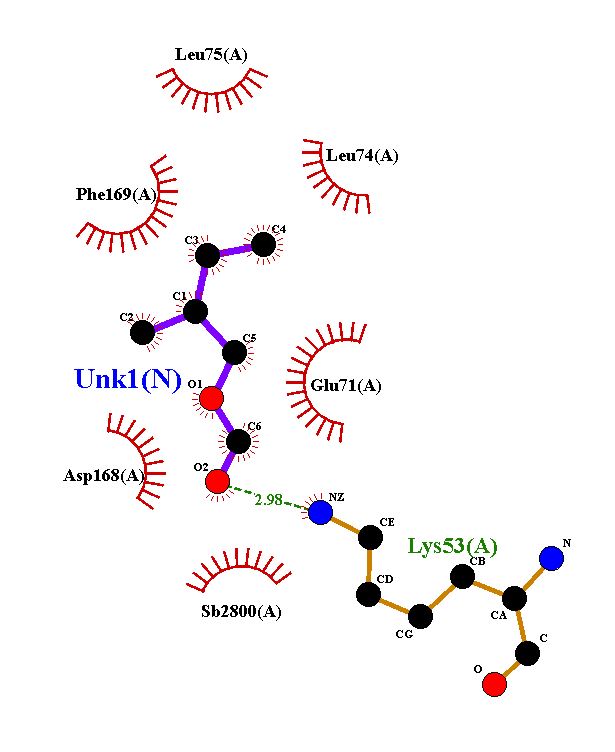 Leu75(A)
Leu74(A)
Phe169(A)
C4
C3
C1
C2
C5
Unk1(N)
O1
Glu71(A)
C6
O2
Asp168(A)
2.98
NZ
CE
Lys53(A)
N
CB
CD
Sb2800(A)
CA
CG
C
O